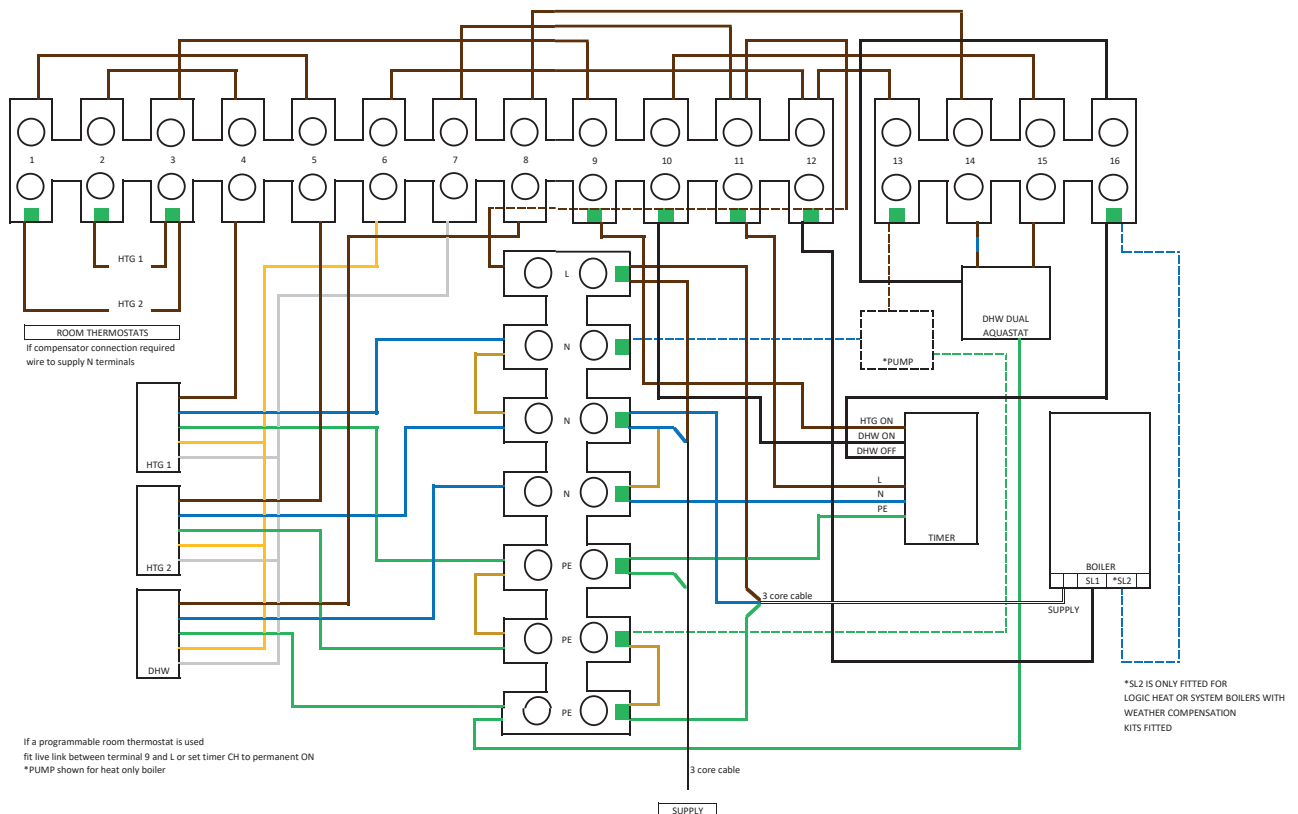 1 2 3 4 5 6 7 8 9 10 11 12 13 14 15 16
HTG 1
HTG 2
ROOM THERMOSTATS
If compensator connection required
wire to supply N terminals
L
N
N
N
PE
PE
PE
HTG 1
HTG 2
DHW
DHW DUAL
AQUASTAT
*PUMP
HTG ON
DHW ON
DHW OFF
L
N
PE
TIMER
BOILER
SL1 *SL2
SUPPLY
3 core cable
*SL2 IS ONLY FITTED FOR
LOGIC HEAT OR SYSTEM BOILERS WITH
WEATHER COMPENSATION
KITS FITTED
If a programmable room thermostat is used
fit live link between terminal 9 and L or set timer CH to permanent ON
*PUMP shown for heat only boiler
3 core cable
SUPPLY